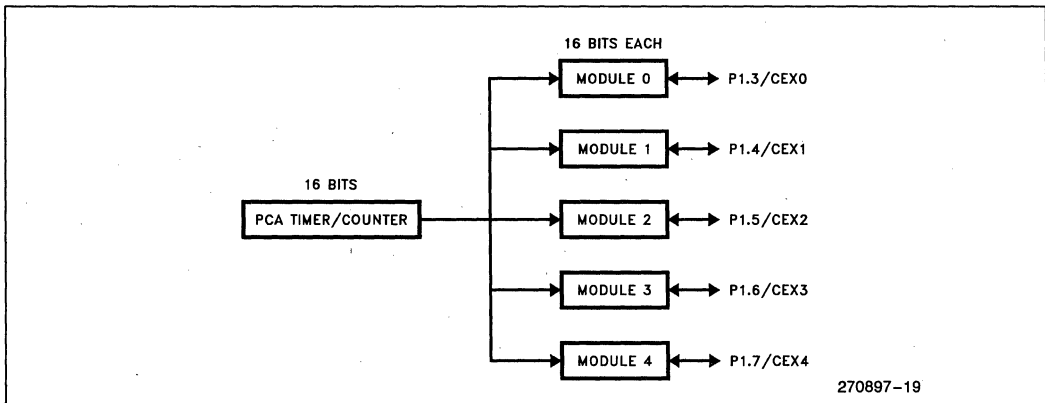 16 BITS EACH
MODULE 0
P1.3/CEX0
MODULE 1
P1.4/CEX1
16 BITS
PCA TIMER/COUNTER
MODULE 2
P1.5/CEX2
MODULE 3
P1.6/CEX3
MODULE 4
P1.7/CEX4
270897-19